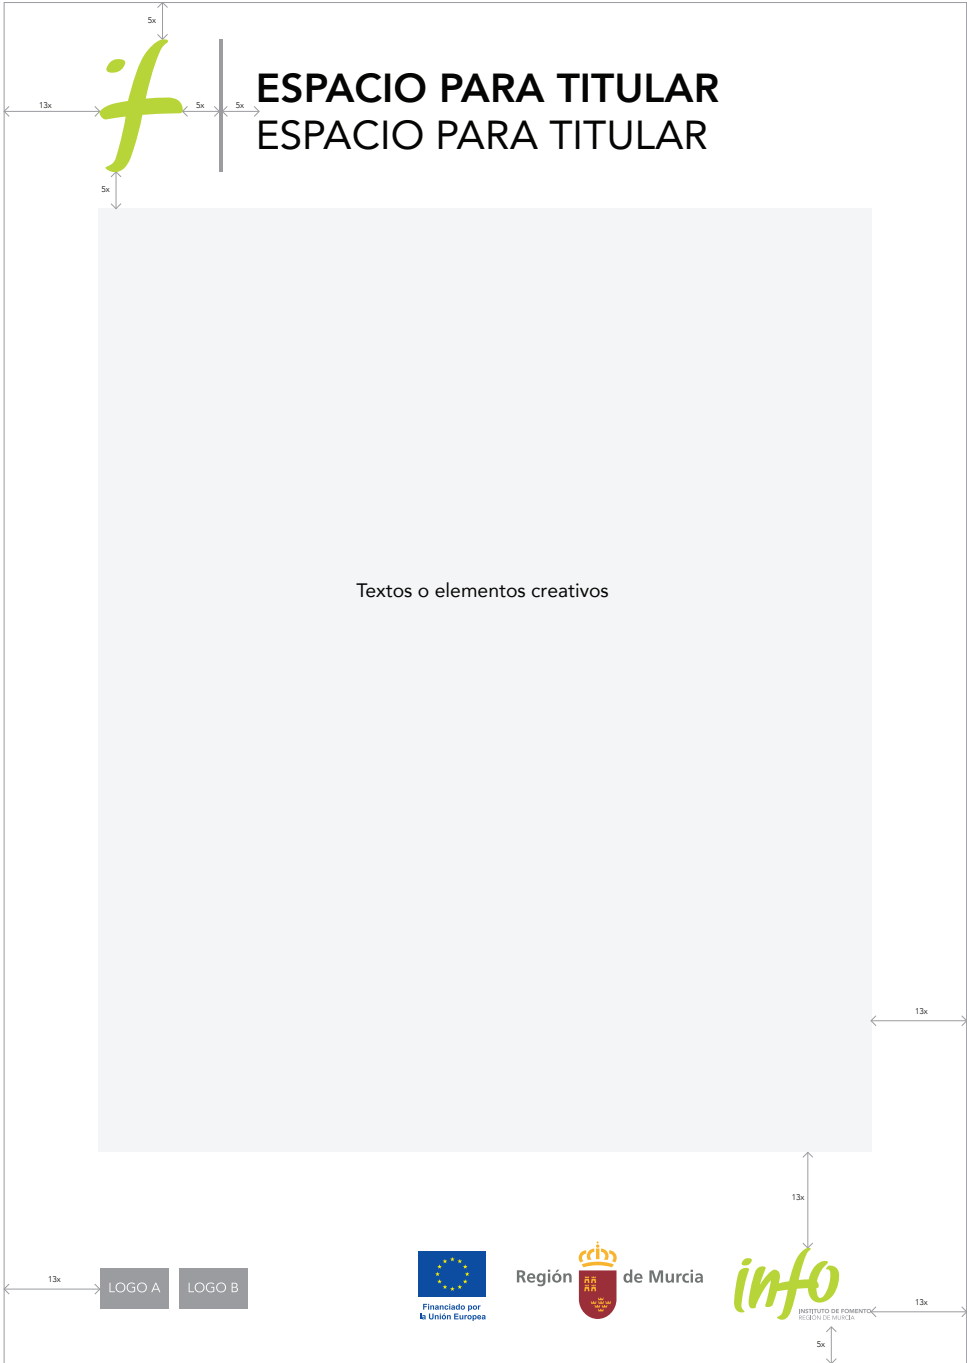 5x
ESPACIO PARA TITULAR
13x
5x
5x
ESPACIO PARA TITULAR
5x
Textos o elementos creativos
13x
13x
13x
LOGO A
LOGO B
Financiado por
la Unión Europea
Región de Murcia
info
INSTITUTO DE FOMENTO
REGIÓN DE MURCIA
13x
5x